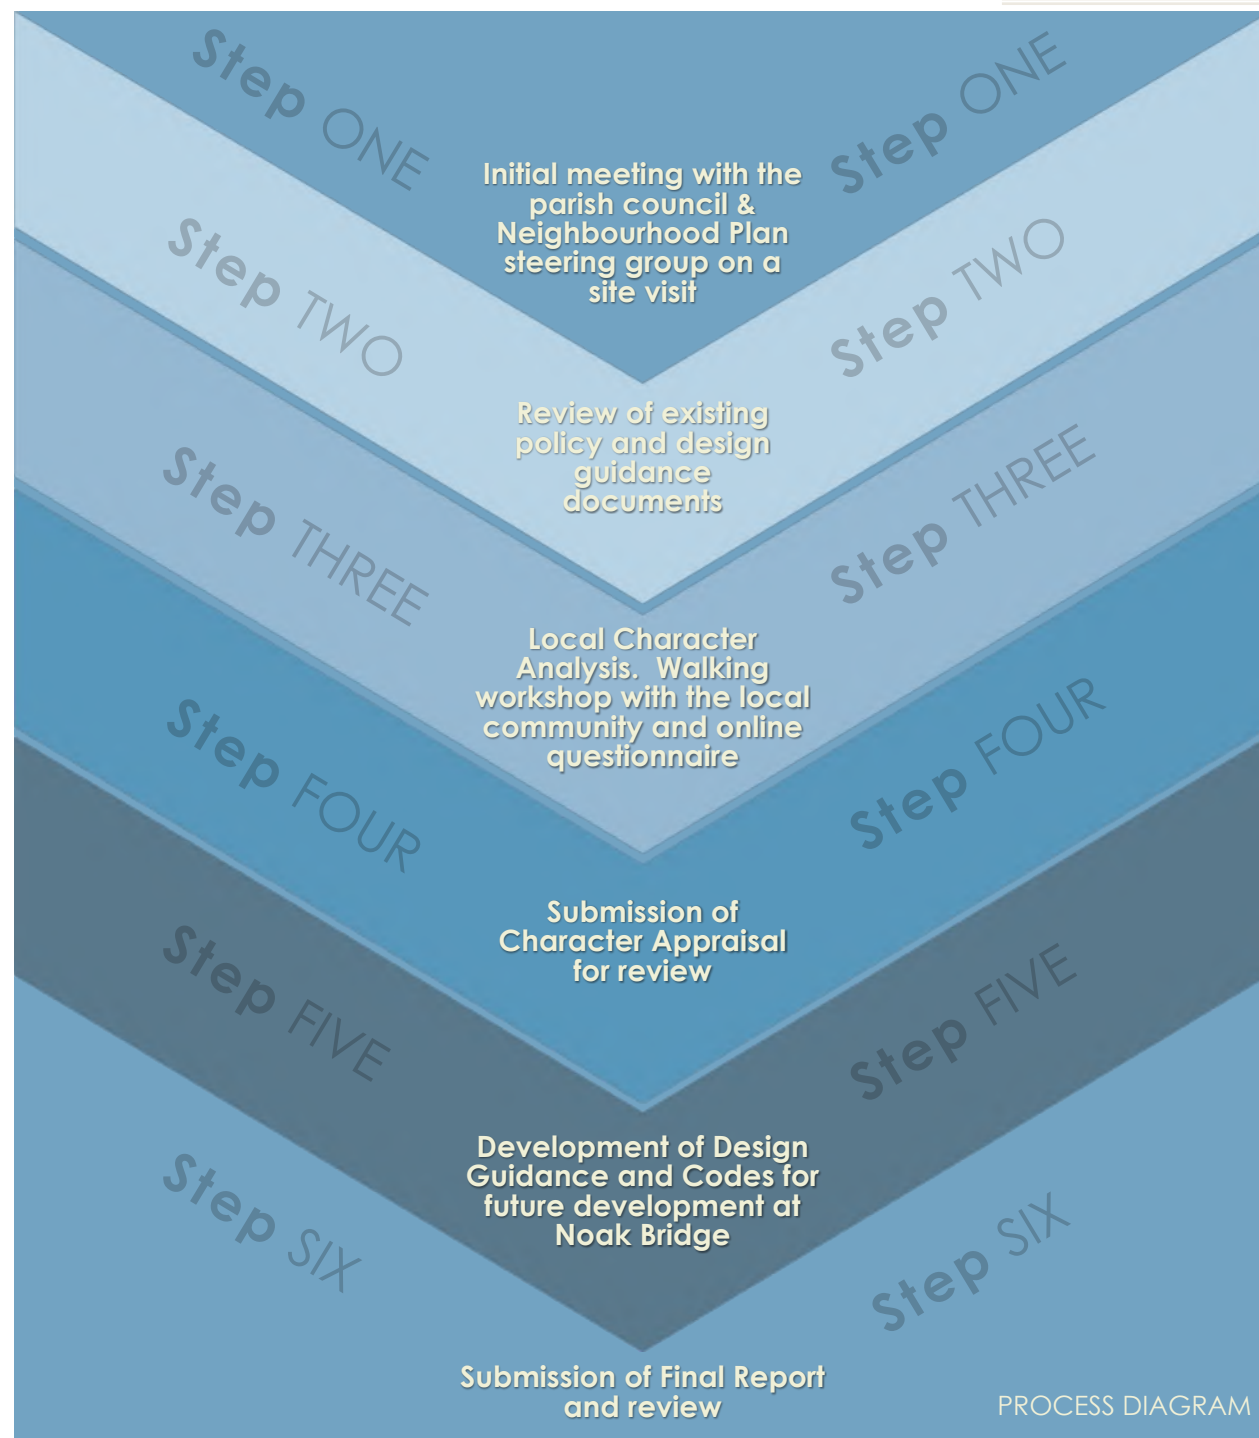 Step ONE
Step ONE
Initial meeting with the
parish council &
Neighbourhood Plan
steering group on a
site visit
Step TWO
Step TWO
Review of existing
policy and design
guidance
documents
Step THREE
Step THREE
Local Character
Analysis.  Walking
workshop with the local
community and online
questionnaire
Step FOUR
Step FOUR
Submission of
Character Appraisal
for review
Step FIVE
Step FIVE
Development of Design
Guidance and Codes for
future development at
Noak Bridge
Step SIX
Step SIX
Submission of Final Report
and review
PROCESS DIAGRAM